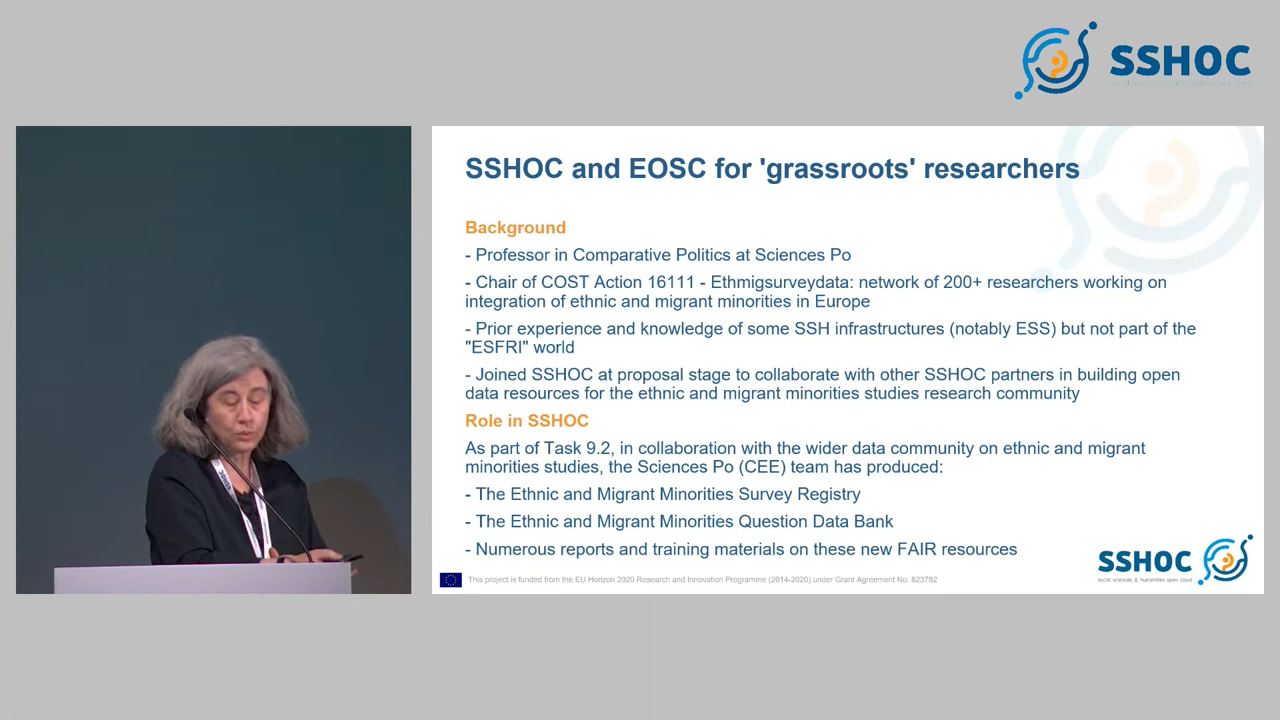 SSHOC
SSHOC and EOSC for 'grassroots' researchers
Background
- Professor in Comparative Politics at Sciences Po
- Chair of COST Action 16111 - Ethmigsurveydata: network of 200+ researchers working on
integration of ethnic and migrant minorities in Europe
- Prior experience and knowledge of some SSH infrastructures (notably ESS) but not part of the
"ESFRI" world
- Joined SSHOC at proposal stage to collaborate with other SSHOC partners in building open
data resources for the ethnic and migrant minorities studies research community
Role in SSHOC
As part of Task 9.2, in collaboration with the wider data community on ethnic and migrant
minorities studies, the Sciences Po (CEE) team has produced:
- The Ethnic and Migrant Minorities Survey Registry
- The Ethnic and Migrant Minorities Question Data Bank
- Numerous reports and training materials on these new FAIR resources
SSHOC
social sciences & humanities open cloud
This project is funded from the EU Horizon 2020 Research and Innovation Programme (2014-2020) under Grant Agreement No. 823782